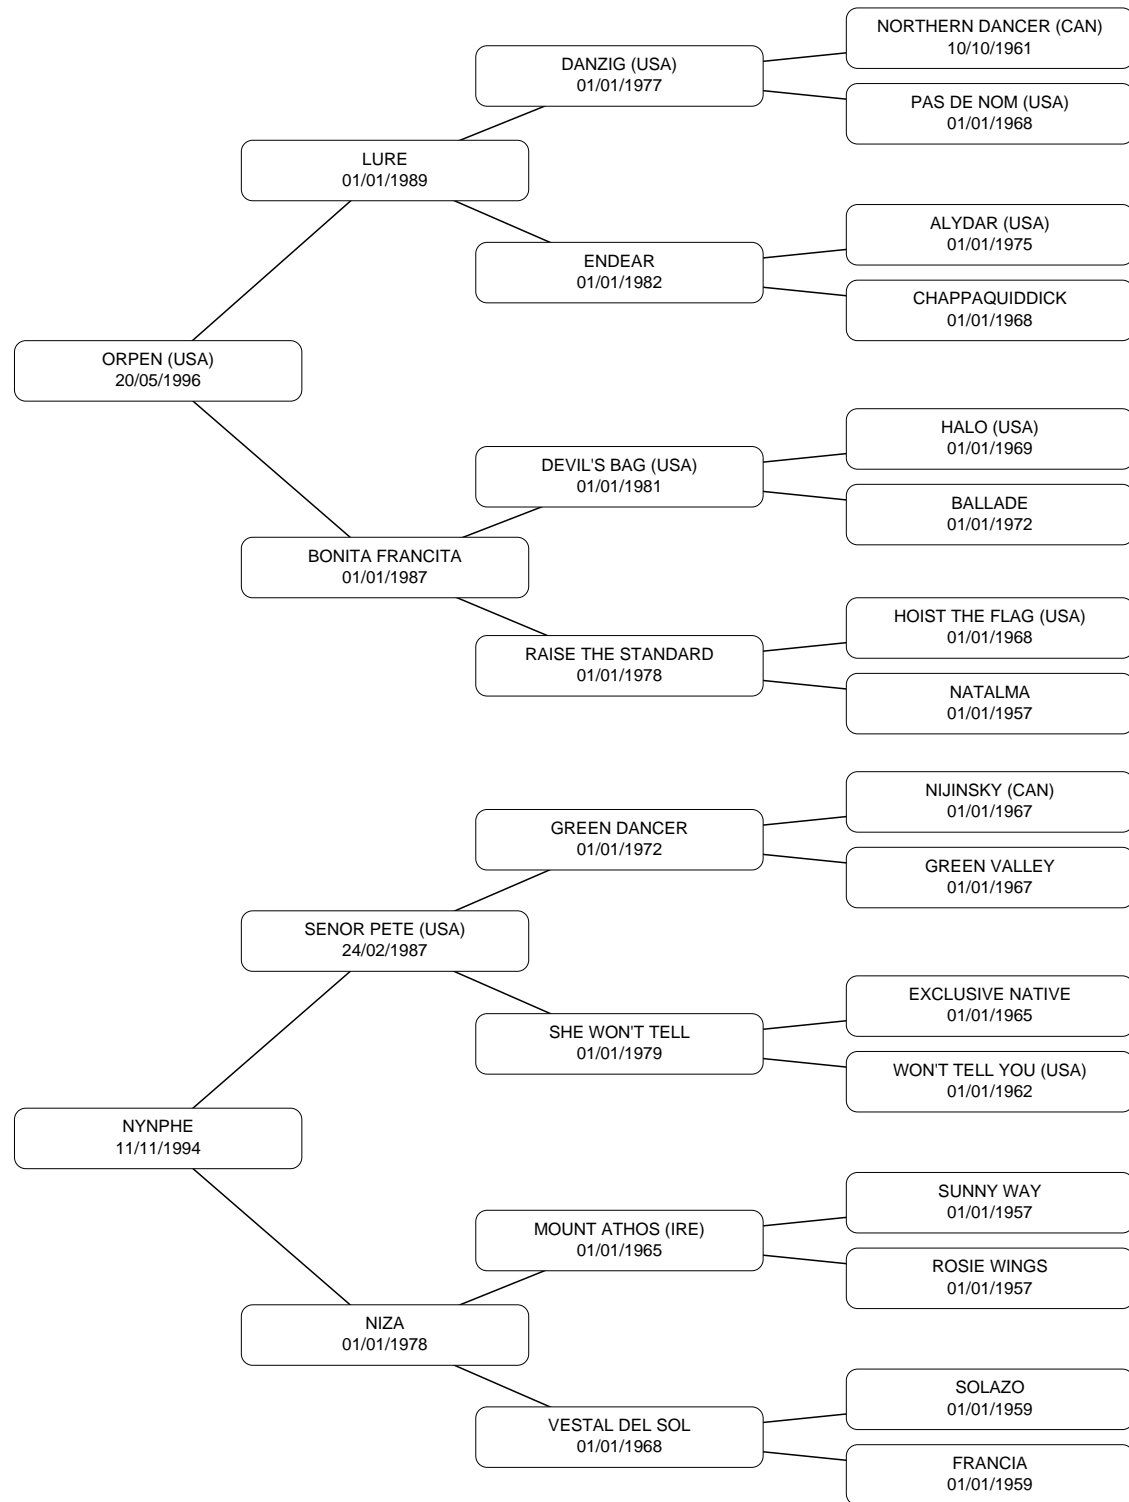 NORTHERN DANCER (CAN)
10/10/1961
DANZIG (USA)
01/01/1977
PAS DE NOM (USA)
01/01/1968
LURE
01/01/1989
ALYDAR (USA)
01/01/1975
ENDEAR
01/01/1982
CHAPPAQUIDDICK
01/01/1968
ORPEN (USA)
20/05/1996
HALO (USA)
01/01/1969
DEVIL'S BAG (USA)
01/01/1981
BALLADE
01/01/1972
BONITA FRANCITA
01/01/1987
HOIST THE FLAG (USA)
01/01/1968
RAISE THE STANDARD
01/01/1978
NATALMA
01/01/1957
NIJINSKY (CAN)
01/01/1967
GREEN DANCER
01/01/1972
GREEN VALLEY
01/01/1967
SENOR PETE (USA)
24/02/1987
EXCLUSIVE NATIVE
01/01/1965
SHE WON'T TELL
01/01/1979
WON'T TELL YOU (USA)
01/01/1962
NYNPHE
11/11/1994
SUNNY WAY
01/01/1957
MOUNT ATHOS (IRE)
01/01/1965
ROSIE WINGS
01/01/1957
NIZA
01/01/1978
SOLAZO
01/01/1959
VESTAL DEL SOL
01/01/1968
FRANCIA
01/01/1959